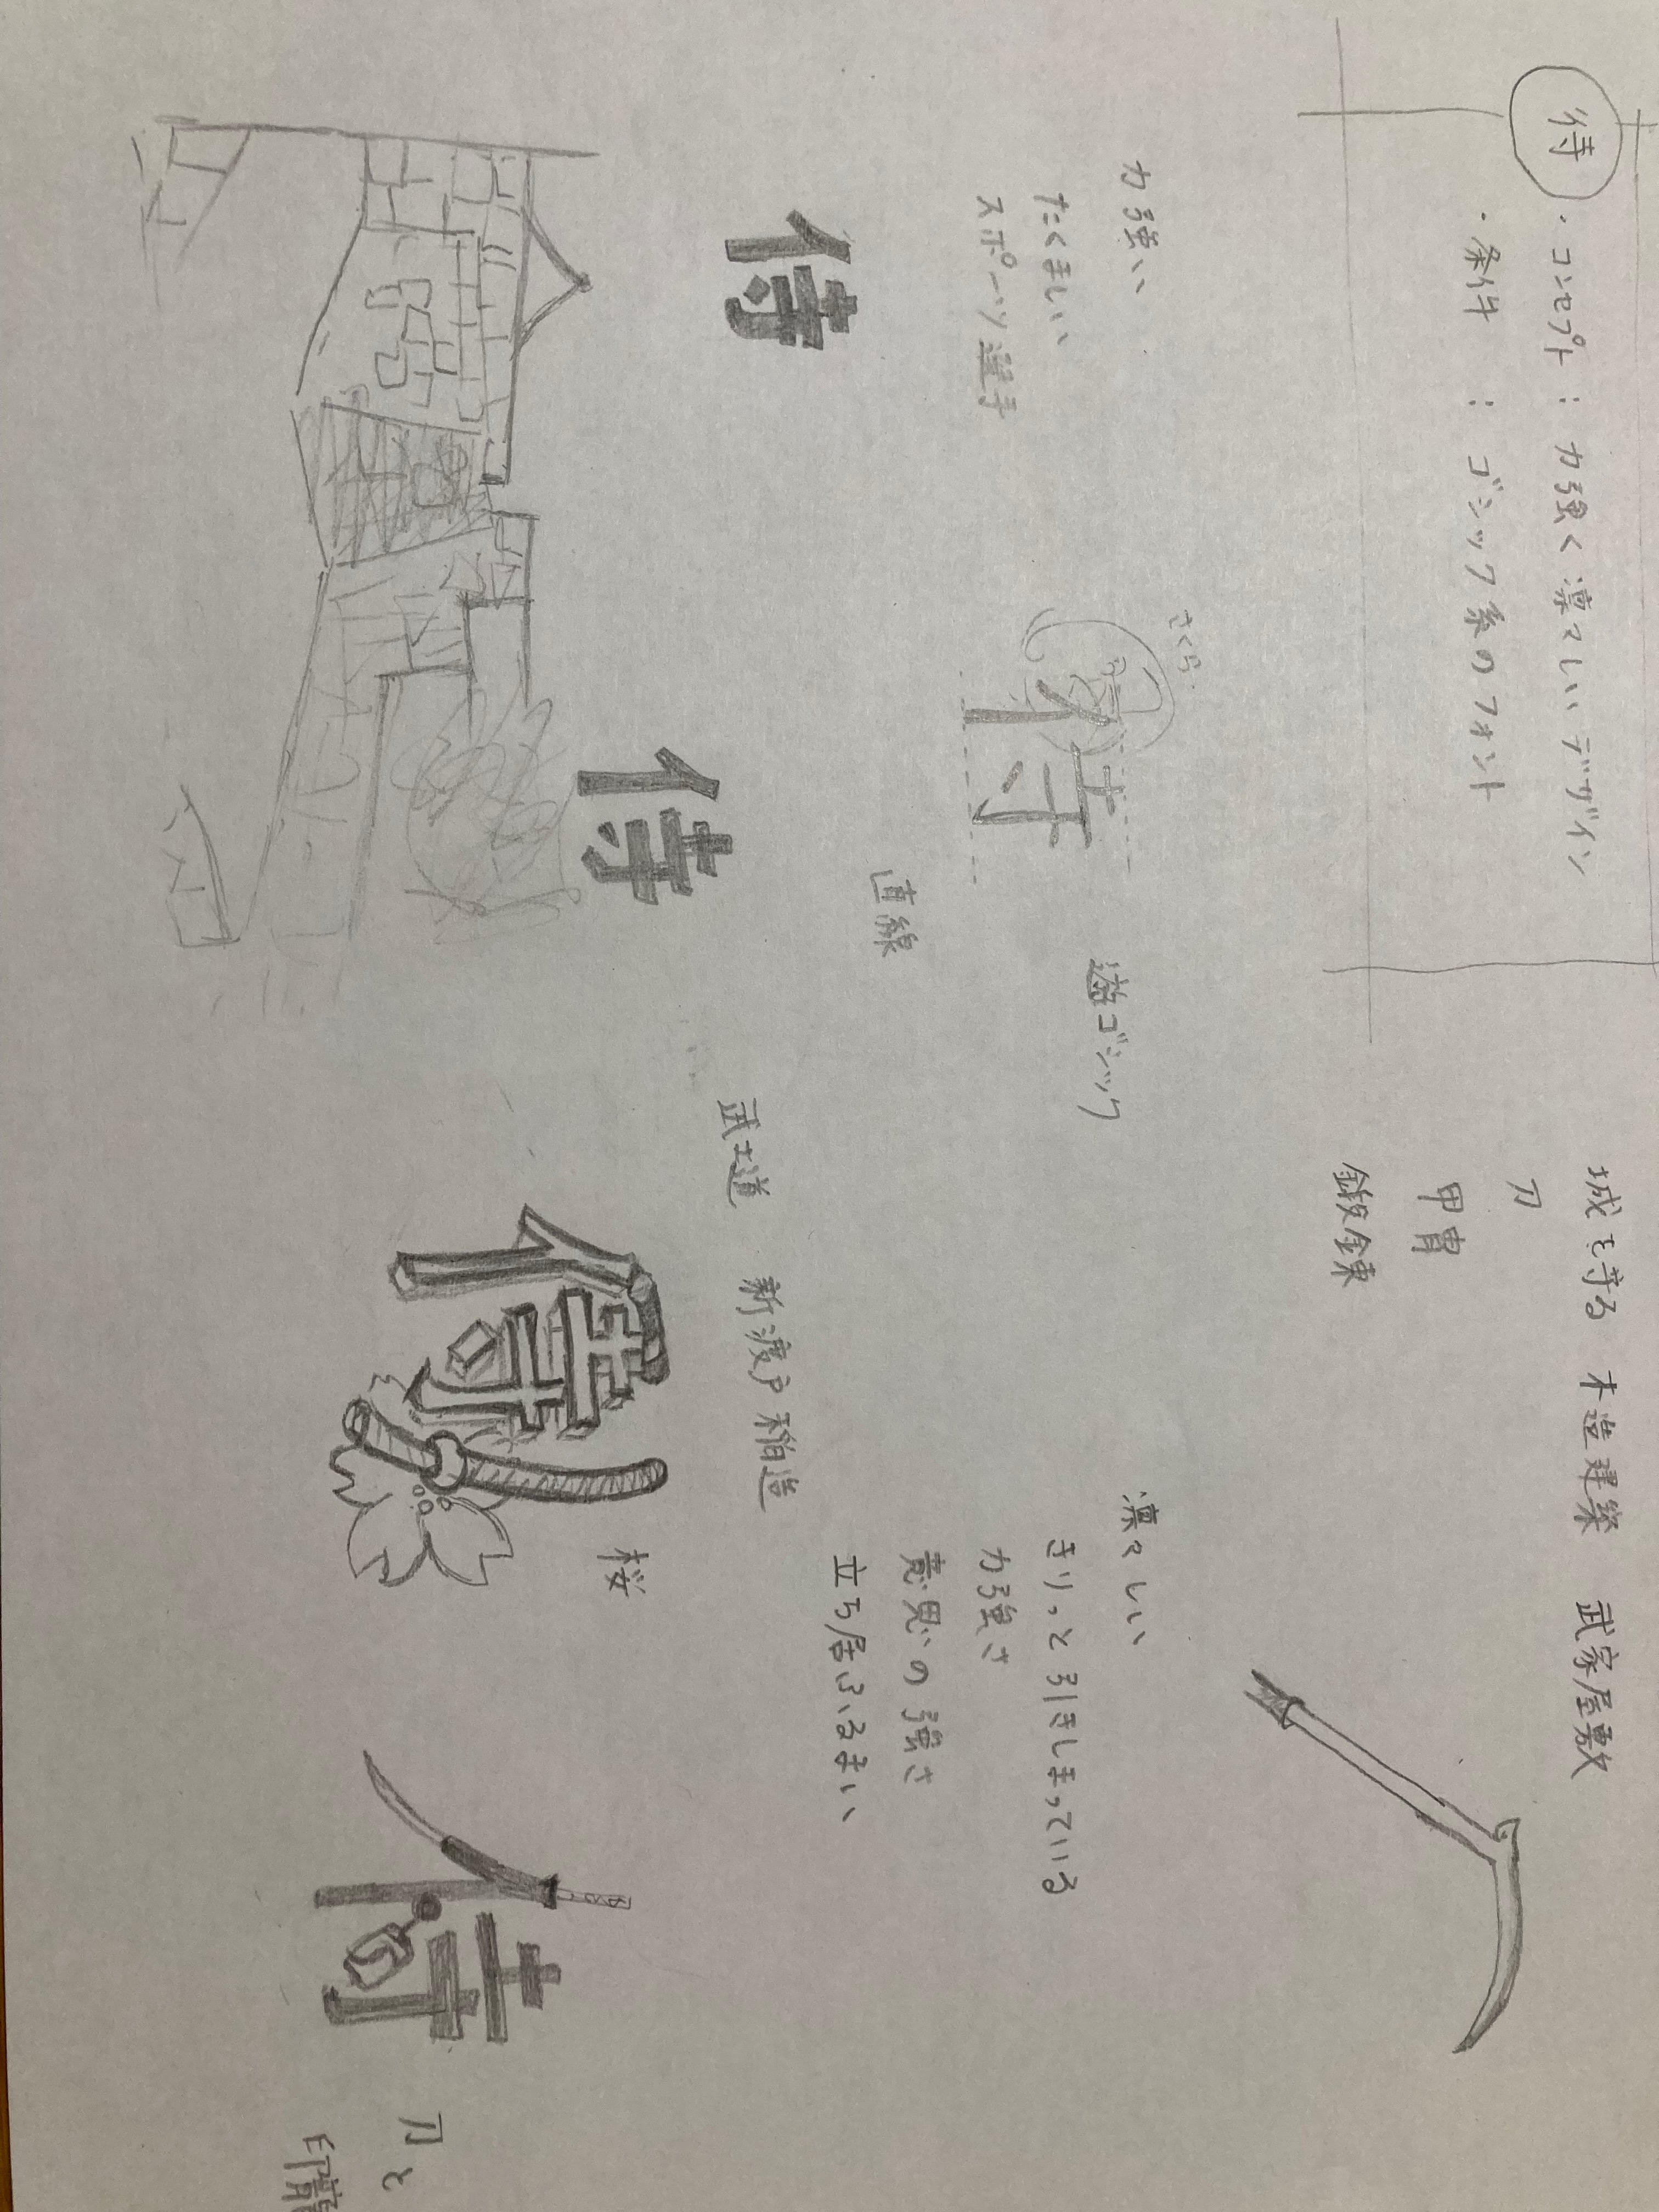 侍
・コンセプト：力強く凛々しいデザイン
・条件：ゴシック系のフォント
城を守る 木造建築 武家屋敷
刀
甲冑
鍛錬
力強い
たくましい
スポーツ選手
さくら
侍
遊ゴシック
直線
凛々しい
きりっと引きしまっている
力強さ
意思の強さ
立ち居ふるまい
侍
侍
武士道 新渡戸稲造
侍
桜
侍
刀と
印籠